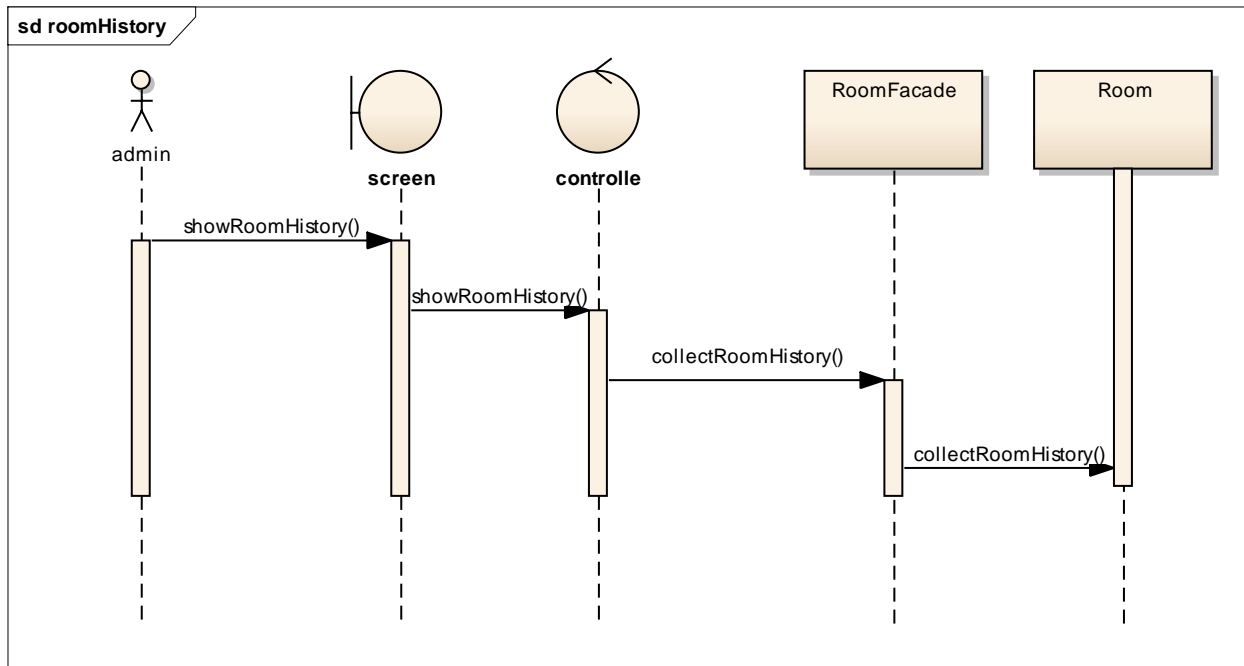 sd roomHistory
admin
screen
controlle
RoomFacade
Room
showRoomHistory()
showRoomHistory()
collectRoomHistory()
collectRoomHistory()